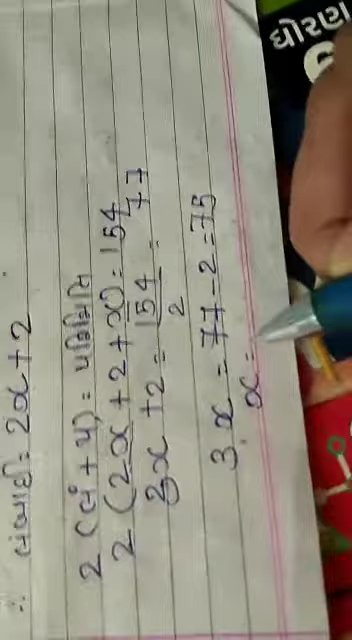 ∴ લંબાઈ = 2x + 2
2 (લં + પ) = પરિમિતિ
2 (2x + 2 + x) = 154
3x + 2 = 154/2 = 77
3x = 77 - 2 = 75
x =
ધોરણ